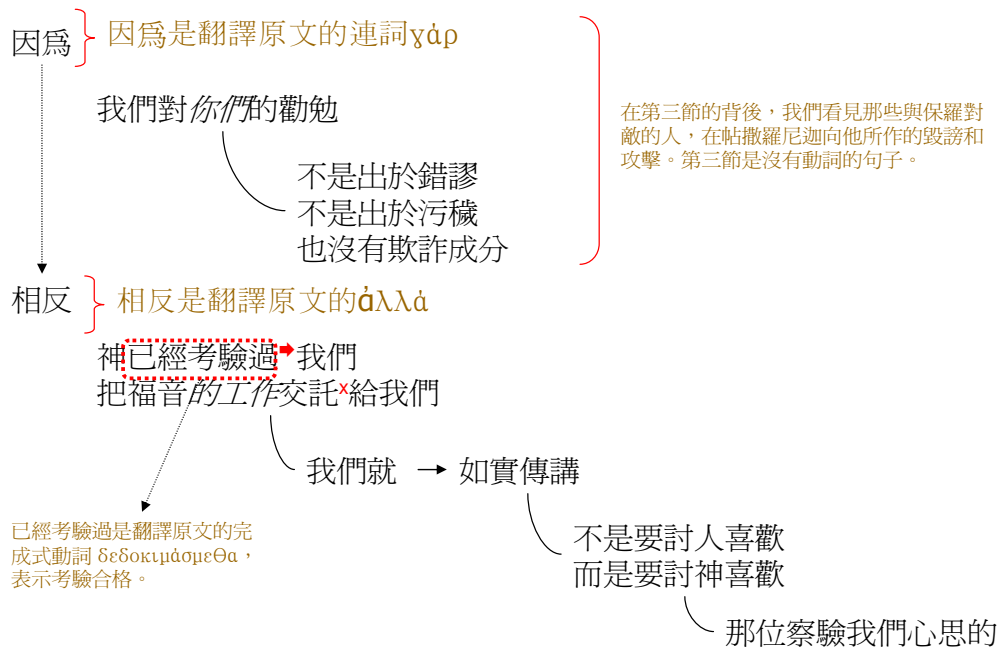 因爲 因爲是翻譯原文的連詞γάρ
我們對你們的勸勉
在第三節的背後，我們看見那些與保羅對
敵的人，在帖撒羅尼迦向他所作的毀謗和
攻擊。第三節是沒有動詞的句子。
不是出於錯謬
不是出於污穢
也沒有欺詐成分
相反 相反是翻譯原文的ἀλλά
神已經考驗過我們
把福音的工作交託x給我們
我們就 → 如實傳講
已經考驗過是翻譯原文的完
成式動詞 δεδοκιμάσμεθα，
表示考驗合格。
不是要討人喜歡
而是要討神喜歡
那位察驗我們心思的